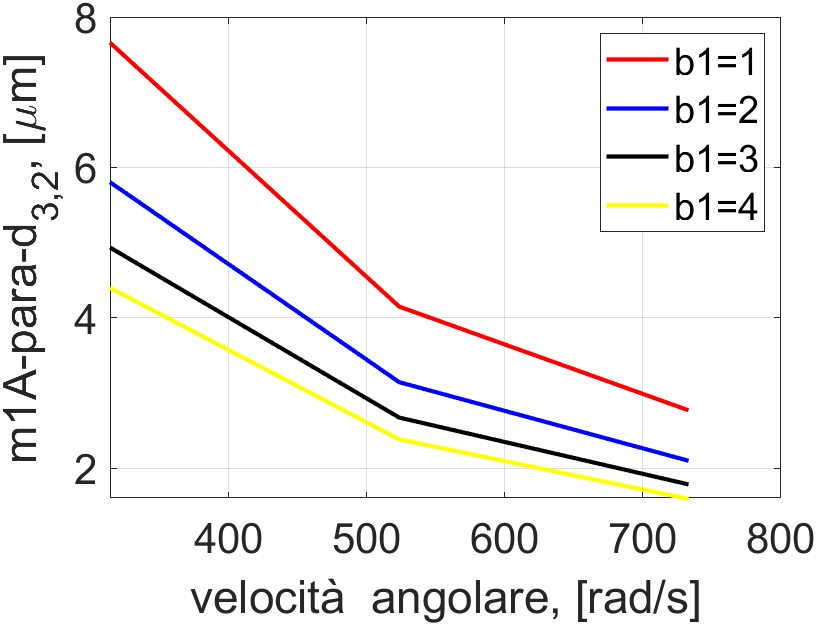 8
6
4
2
m1A-para-d3,2, [μm]
b1=1
b1=2
b1=3
b1=4
400 500 600 700 800
velocità angolare, [rad/s]